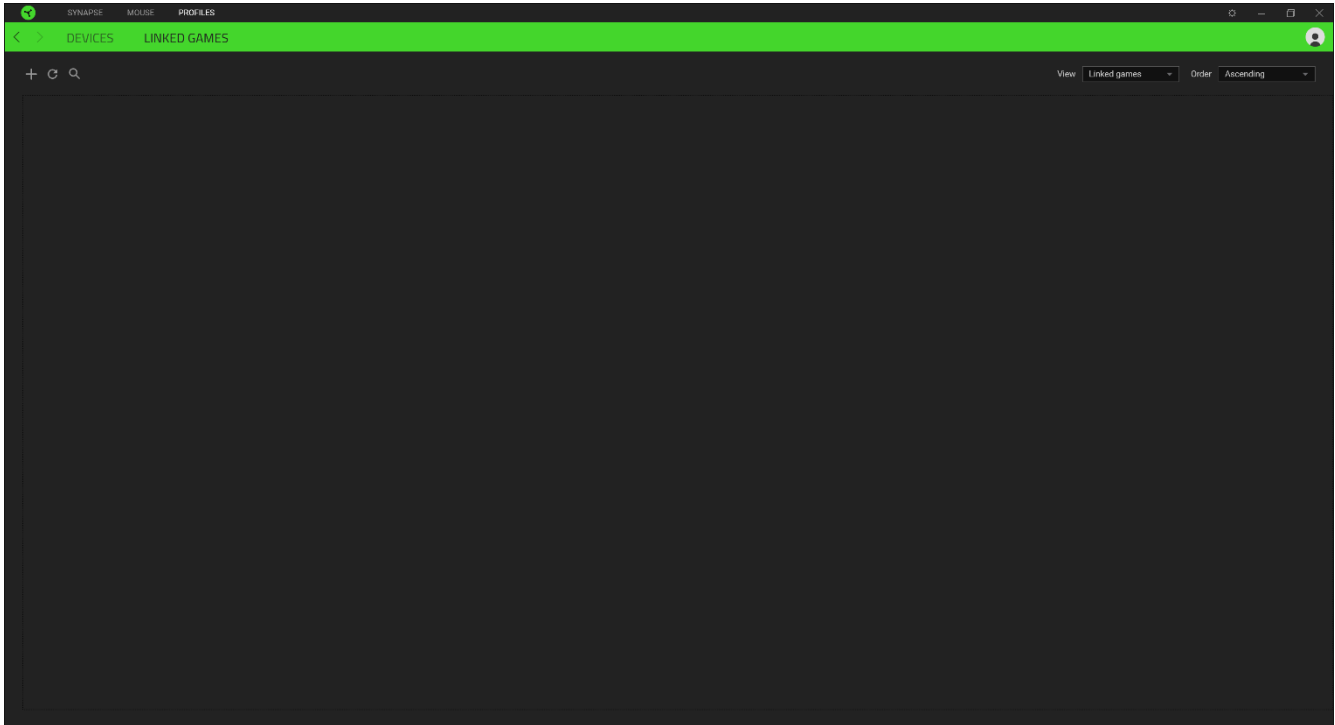 SYNAPSE MOUSE PROFILES
DEVICES LINKED GAMES
View Linked games Order Ascending